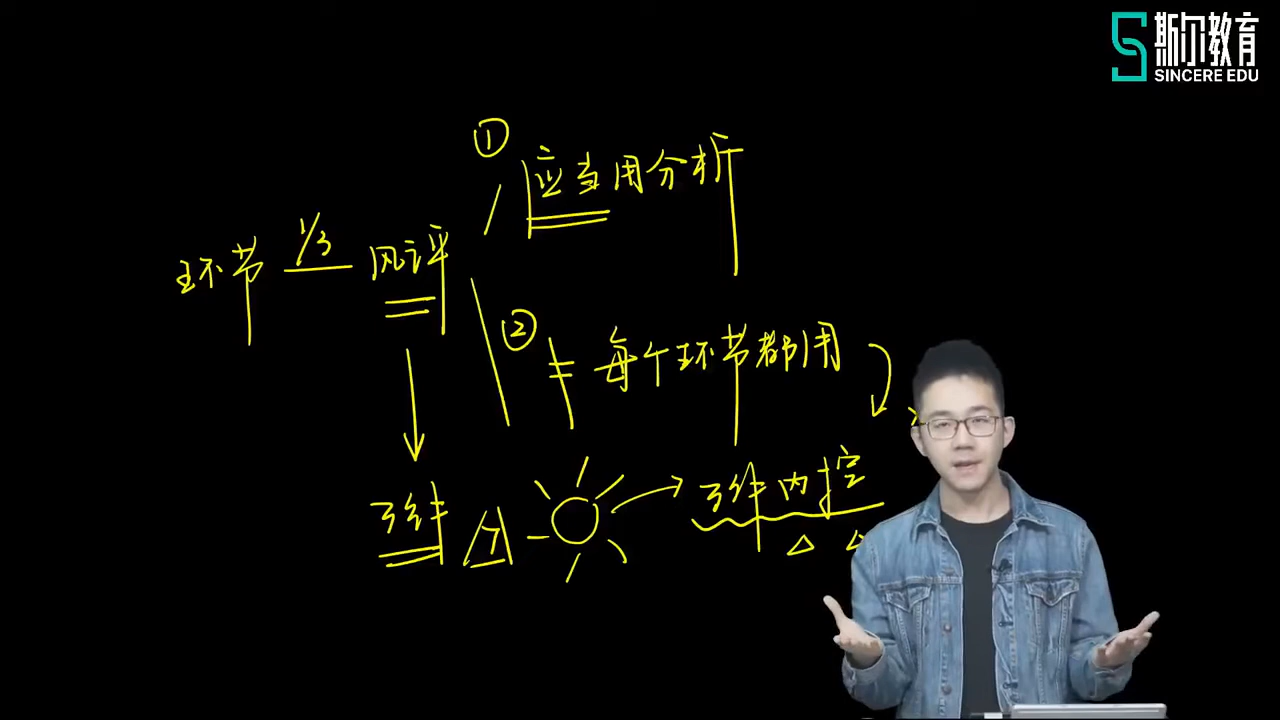 斯尔教育
SINCERE EDU
①
应当用分析
环节 1/3 风评
②
每个环节都用
了解
了解内控